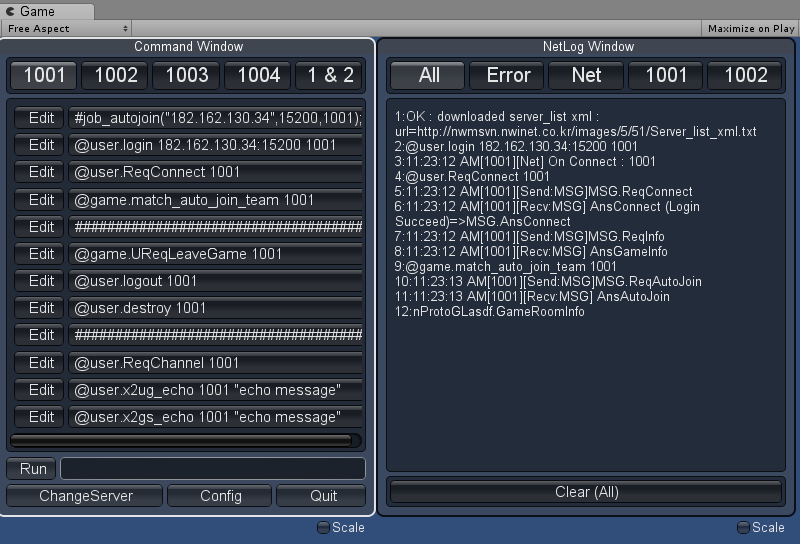 Game
Free Aspect
Maximize on Play
Command Window
1001 1002 1003 1004 1 & 2
Edit #job_autojoin("182.162.130.34",15200,1001);
Edit @user.login 182.162.130.34:15200 1001
Edit @user.ReqConnect 1001
Edit @game.match_auto_join_team 1001
Edit ####################################
Edit @game.UReqLeaveGame 1001
Edit @user.logout 1001
Edit @user.destroy 1001
Edit ####################################
Edit @user.ReqChannel 1001
Edit @user.x2ug_echo 1001 "echo message"
Edit @user.x2gs_echo 1001 "echo message"
Run
ChangeServer Config Quit
Scale
NetLog Window
All Error Net 1001 1002
1:OK : downloaded server_list xml :
url=http://nwmsvn.nwinet.co.kr/images/5/51/Server_list_xml.txt
2:@user.login 182.162.130.34:15200 1001
3:11:23:12 AM[1001][Net] On Connect : 1001
4:@user.ReqConnect 1001
5:11:23:12 AM[1001][Send:MSG]MSG.ReqConnect
6:11:23:12 AM[1001][Recv:MSG] AnsConnect (Login
Succeed)=>MSG.AnsConnect
7:11:23:12 AM[1001][Send:MSG]MSG.ReqInfo
8:11:23:12 AM[1001][Recv:MSG] AnsGameInfo
9:@game.match_auto_join_team 1001
10:11:23:13 AM[1001][Send:MSG]MSG.ReqAutoJoin
11:11:23:13 AM[1001][Recv:MSG] AnsAutoJoin
12:nProtoGLasdf.GameRoomInfo
Clear (All)
Scale